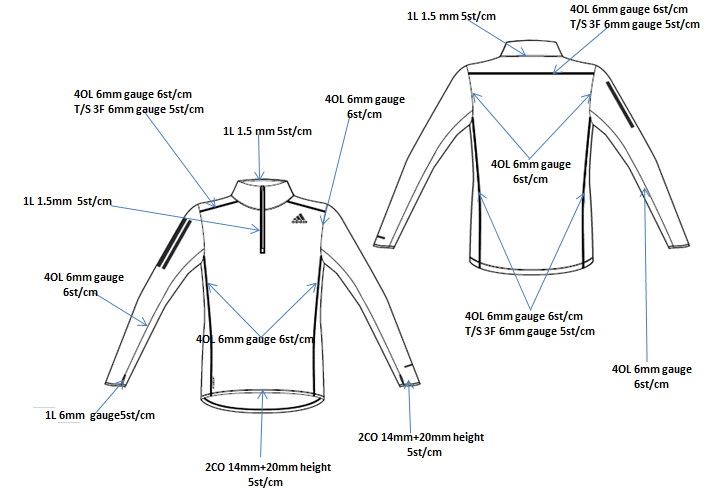 1L 1.5 mm 5st/cm
4OL 6mm gauge 6st/cm
T/S 3F 6mm gauge 5st/cm
4OL 6mm gauge 6st/cm
T/S 3F 6mm gauge 5st/cm
4OL 6mm gauge
6st/cm
1L 1.5 mm 5st/cm
4OL 6mm gauge
6st/cm
1L 1.5mm 5st/cm
4OL 6mm gauge
6st/cm
4OL 6mm gauge 6st/cm
4OL 6mm gauge 6st/cm
T/S 3F 6mm gauge 5st/cm
4OL 6mm gauge
6st/cm
1L 6mm gauge5st/cm
2CO 14mm+20mm height
5st/cm
2CO 14mm+20mm height
5st/cm